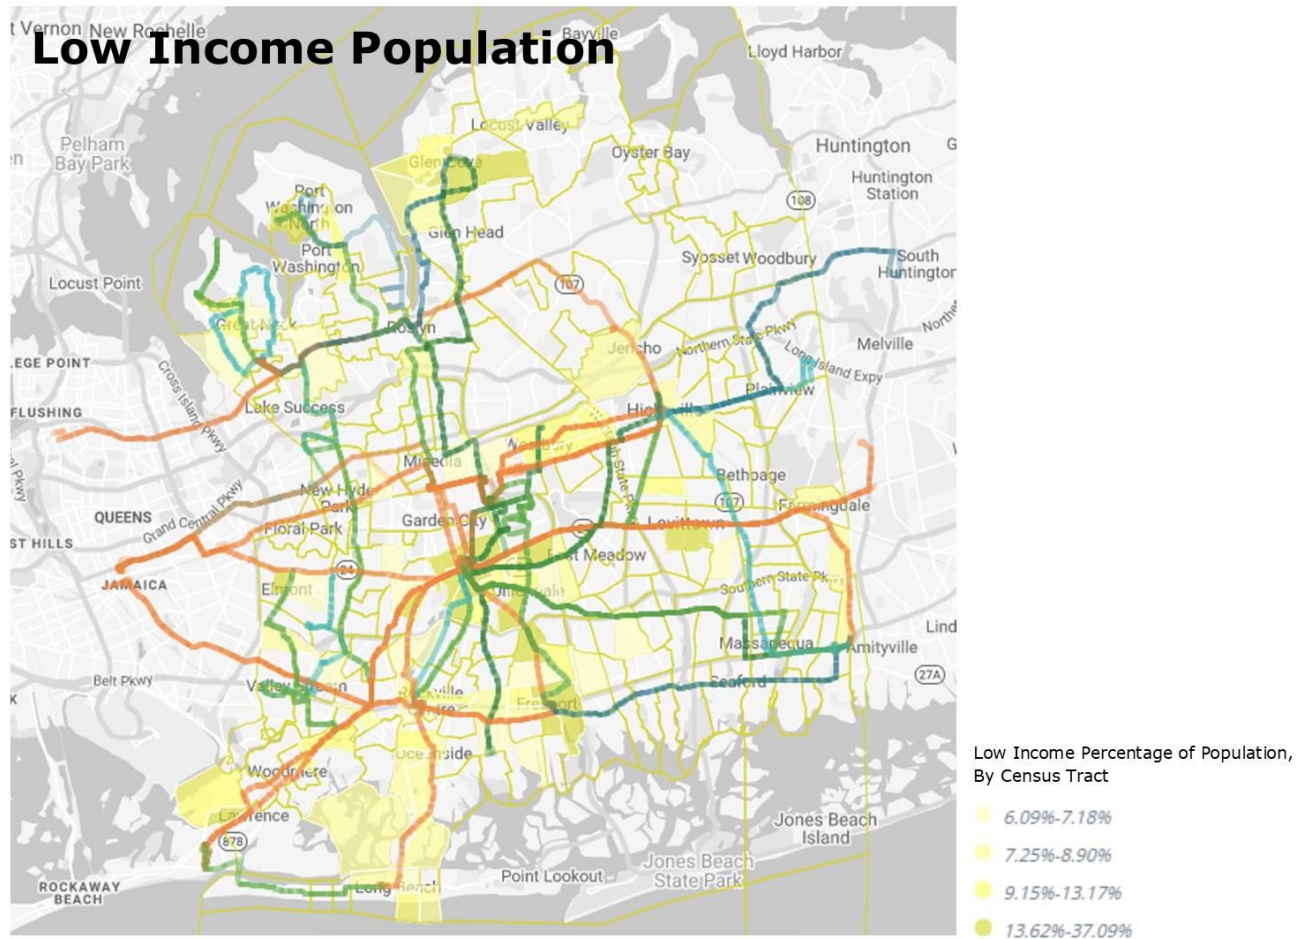 Low Income Population
t Vernon New Rochelle
Bayville
Lloyd Harbor
Pelham
Bay Park
en
Locust Valley
Oyster Bay
Huntington
G
Glen Cove
Huntington
Station
108
Port
Washington
North
Glen Head
Port
Washington
Syosset Woodbury
South
Huntington
Locust Point
107
Great Neck
Roslyn
Northern State Pkwy
Jericho
Melville
LEGE POINT
Cross Island Pkwy
Long Island Expy
Plainview
FLUSHING
Lake Success
Hicksville
Westbury
Mineola
Bethpage
New Hyde
Park
107
Farmingdale
Grand Central Pkwy
QUEENS
Floral Park
Garden City
Levittown
ST HILLS
East Meadow
24
JAMAICA
Elmont
Uniondale
Southern State Pkwy
Lind
Massapequa
Amityville
Belt Pkwy
Valley Stream
Rockville
Centre
Seaford
27A
K
Freeport
Oceanside
Woodmere
Low Income Percentage of Population,
By Census Tract
Lawrence
878
Jones Beach
Island
6.09%-7.18%
7.25%-8.90%
Jones Beach
State Park
Point Lookout
ROCKAWAY
BEACH
Long Beach
9.15%-13.17%
13.62%-37.09%